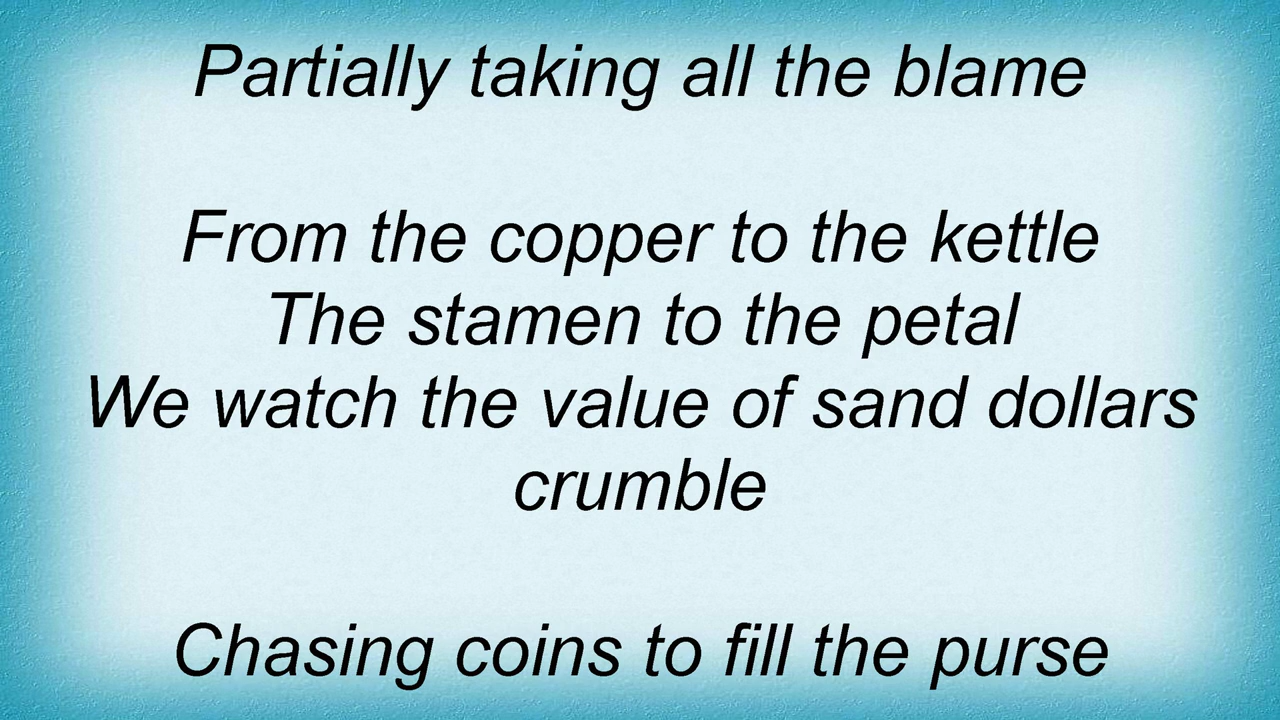 Partially taking all the blame
From the copper to the kettle
The stamen to the petal
We watch the value of sand dollars
crumble
Chasing coins to fill the purse